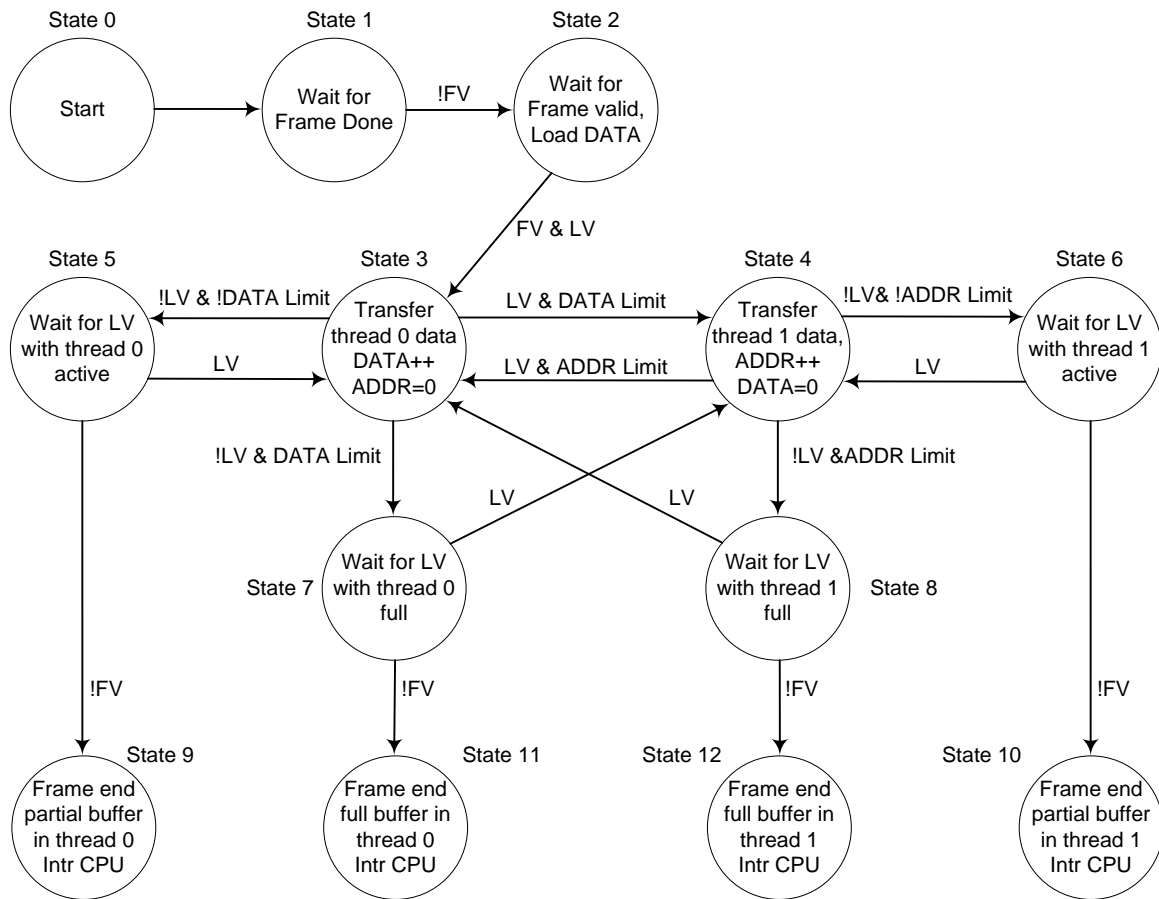 State 0
State 1
State 2
Start
Wait for
Frame Done
!FV
Wait for
Frame valid,
Load DATA
FV & LV
State 5
State 3
State 4
State 6
Wait for LV
with thread 0
active
!LV & !DATA Limit
LV
Transfer
thread 0 data
DATA++
ADDR=0
LV & DATA Limit
LV & ADDR Limit
Transfer
thread 1 data,
ADDR++
DATA=0
!LV& !ADDR Limit
LV
Wait for LV
with thread 1
active
!LV & DATA Limit
LV
LV
!LV &ADDR Limit
State 7
Wait for LV
with thread 0
full
Wait for LV
with thread 1
full
State 8
!FV
!FV
!FV
!FV
State 9
State 11
State 12
State 10
Frame end
partial buffer
in thread 0
Intr CPU
Frame end
full buffer in
thread 0
Intr CPU
Frame end
full buffer in
thread 1
Intr CPU
Frame end
partial buffer
in thread 1
Intr CPU